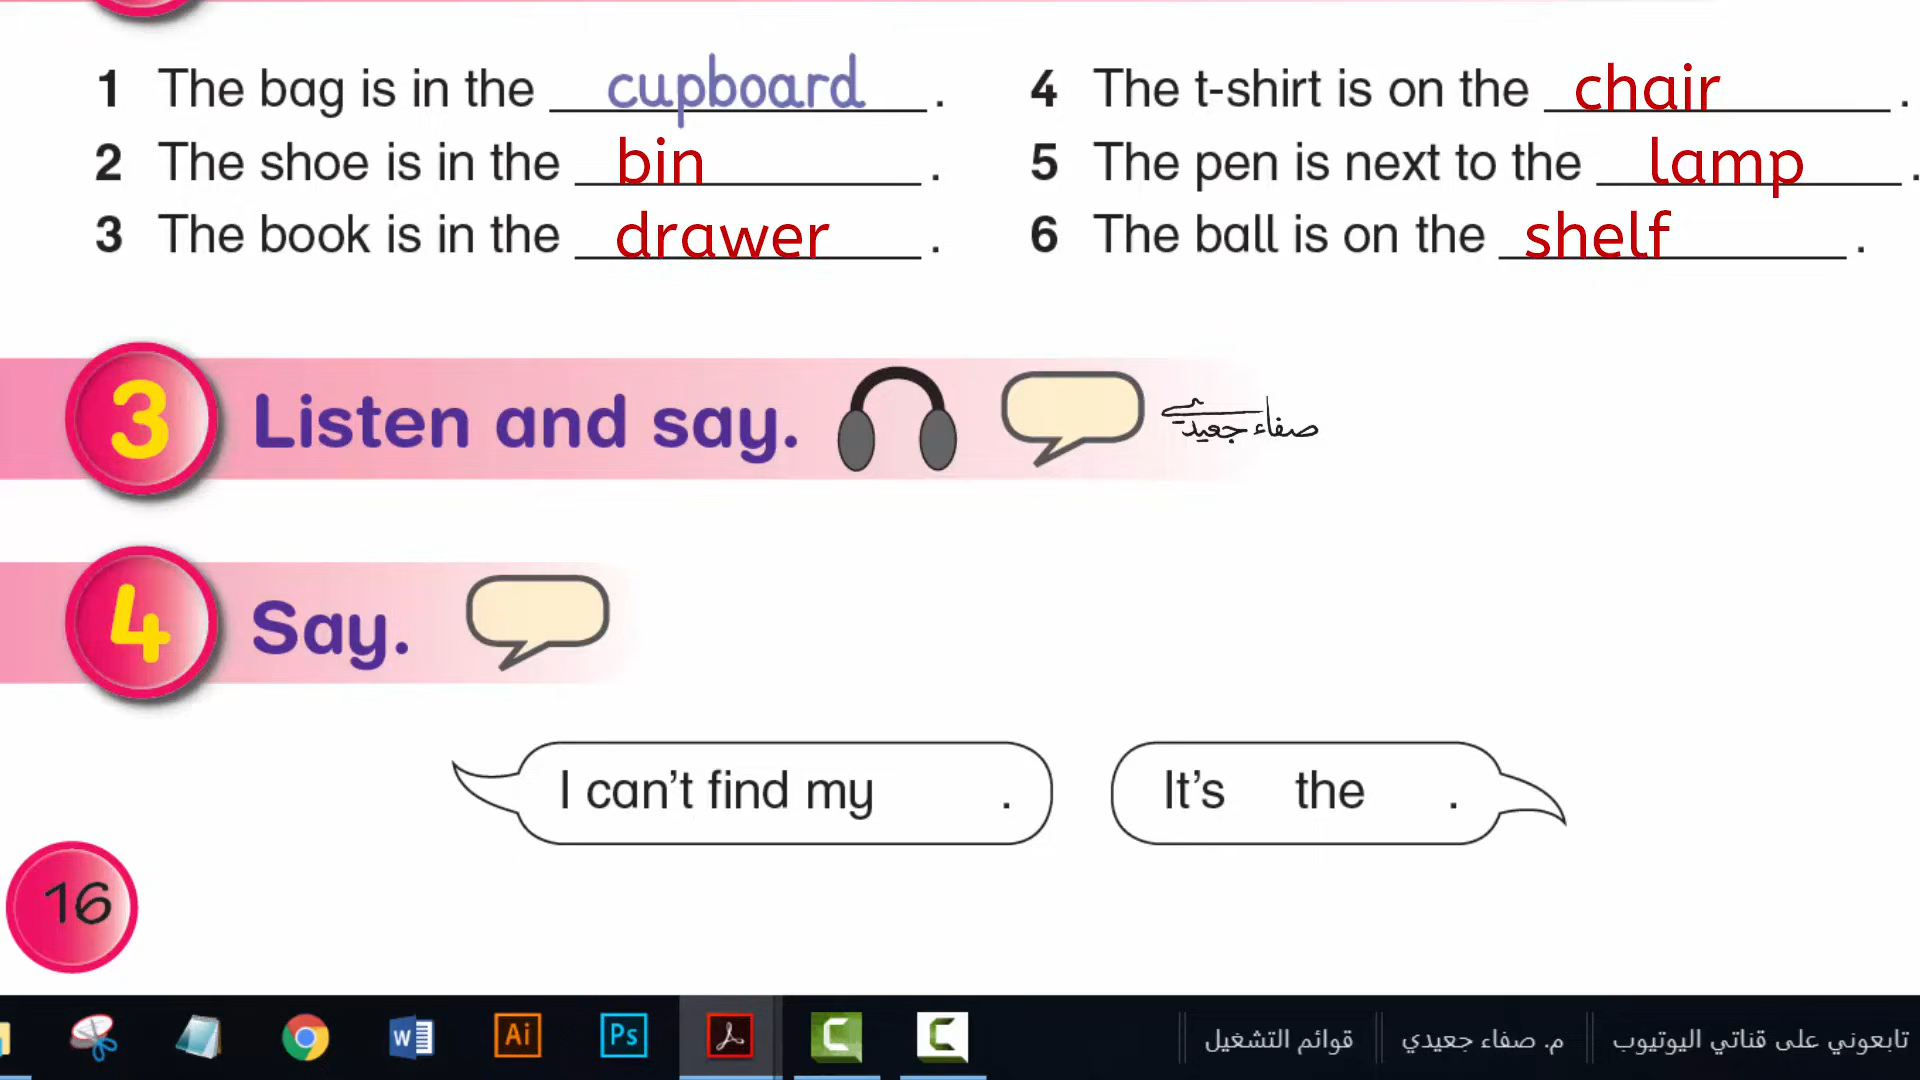 1 The bag is in the cupboard.
2 The shoe is in the bin.
3 The book is in the drawer.
4 The t-shirt is on the chair.
5 The pen is next to the lamp.
6 The ball is on the shelf.
3 Listen and say.
صفاء جعيدي
4 Say.
I can't find my .
It's the .
16
W Ai Ps C C
قوائم التشغيل
م. صفاء جعيدي
تابعوني على قناتي اليوتيوب